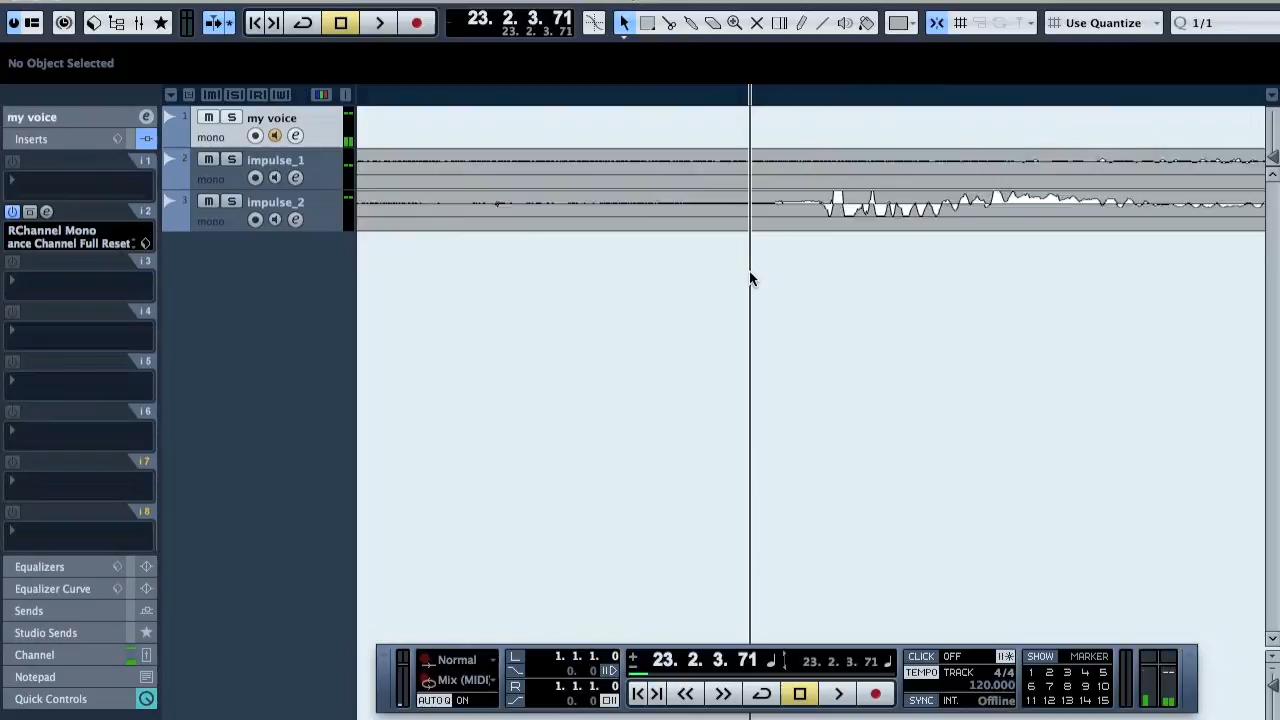 23. 2. 3. 71
23. 2. 3. 71
Use Quantize
1/1
No Object Selected
[M] [S] [R] [W]
my voice e
Inserts
i 1
i 2
RChannel Mono
ance Channel Full Reset
i 3
i 4
i 5
i 6
i 7
i 8
Equalizers
Equalizer Curve
Sends
Studio Sends
Channel
Notepad
Quick Controls
1 M S my voice
mono e
2 M S impulse_1
mono e
3 M S impulse_2
mono e
Normal
Mix (MIDI)
AUTO Q ON
L 1. 1. 1. 0
0. 0
R 1. 1. 1. 0
0. 0
23. 2. 3. 71 23. 2. 3. 71
CLICK OFF
TEMPO TRACK 4/4
120.000
SYNC INT. Offline
SHOW MARKER
1 2 3 4 5
6 7 8 9 10
11 12 13 14 15